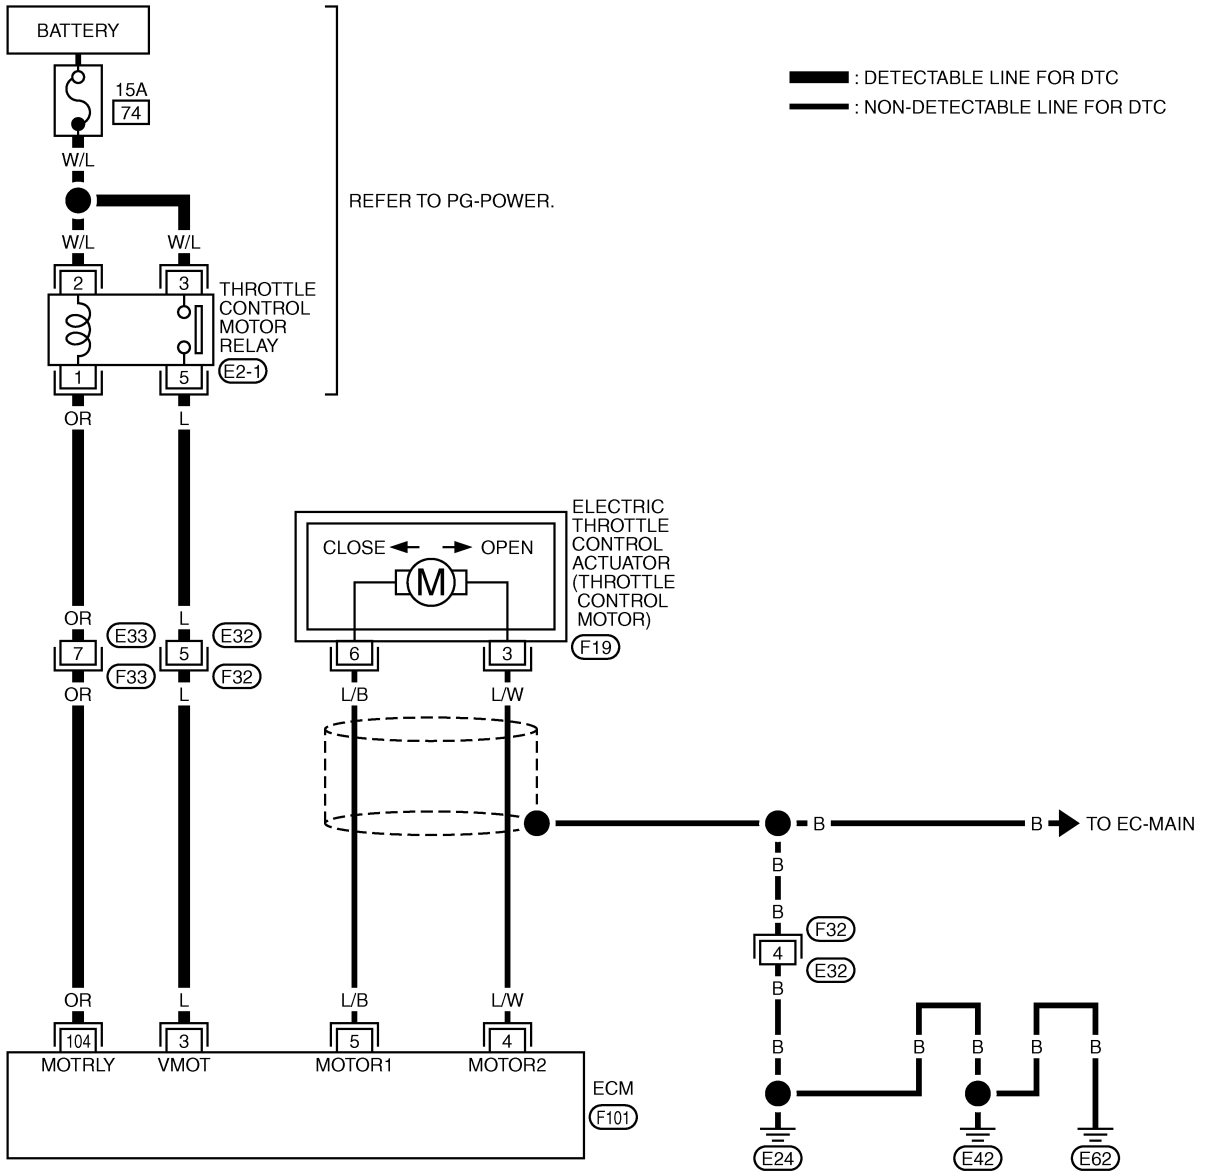 BATTERY
15A
74
: DETECTABLE LINE FOR DTC
: NON-DETECTABLE LINE FOR DTC
W/L
REFER TO PG-POWER.
W/L W/L
2 3
THROTTLE
CONTROL
MOTOR
RELAY
E2-1
1 5
OR L
ELECTRIC
THROTTLE
CONTROL
ACTUATOR
(THROTTLE
CONTROL
MOTOR)
F19
CLOSE OPEN
M
OR L
E33 E32
7 5 6 3
F33 F32
OR L L/B L/W
B B TO EC-MAIN
B
B
F32
4
E32
B
OR L L/B L/W
104 3 5 4
B B B B B
MOTRLY VMOT MOTOR1 MOTOR2
ECM
F101
E24 E42 E62